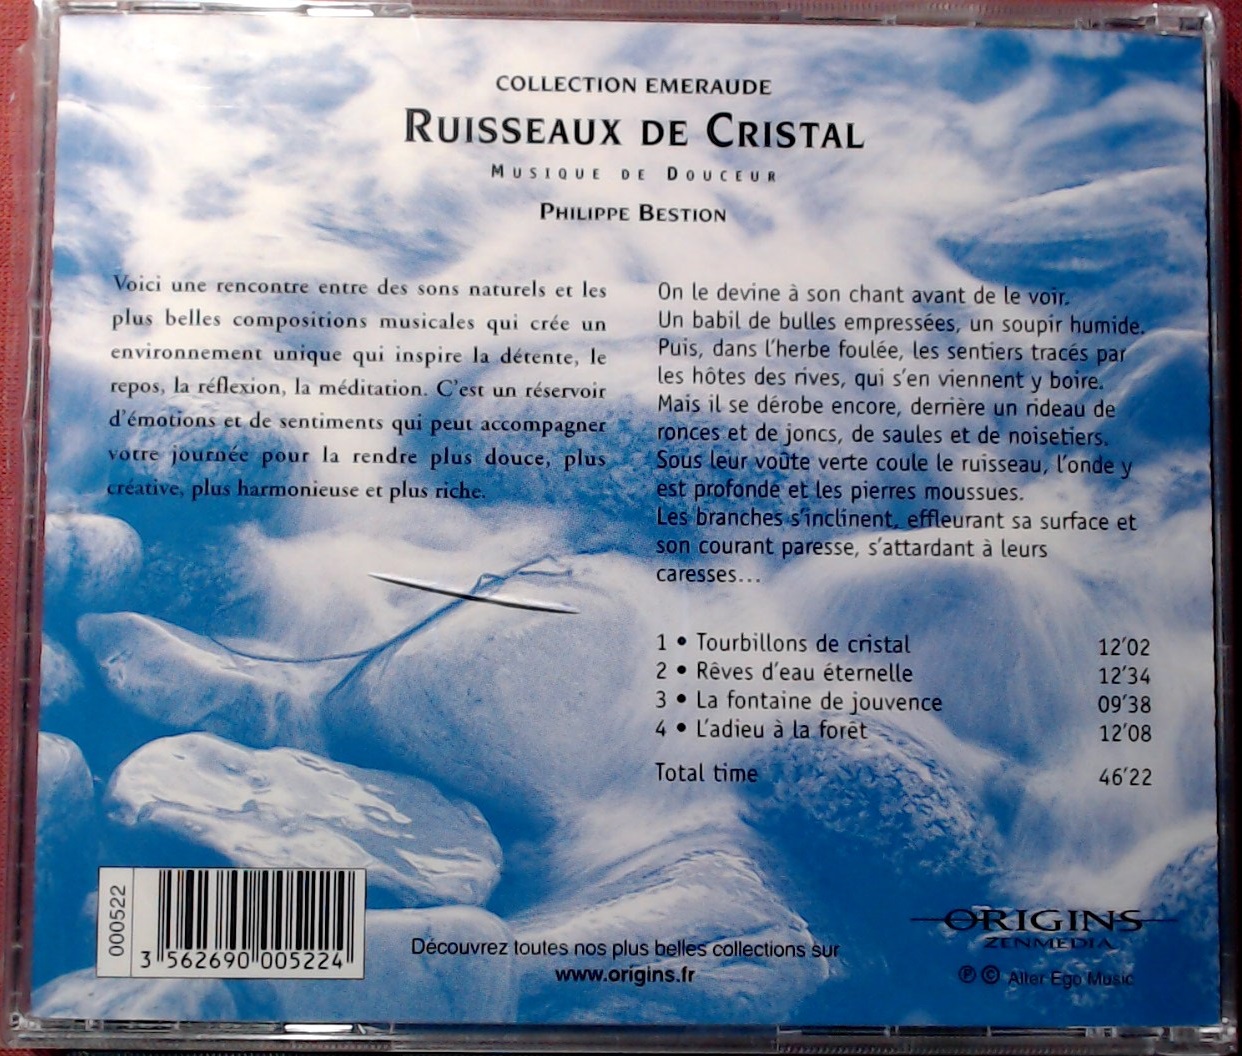 COLLECTION EMERAUDE
RUISSEAUX DE CRISTAL
MUSIQUE DE DOUCEUR
PHILIPPE BESTION
Voici une rencontre entre des sons naturels et les
plus belles compositions musicales qui crée un
environnement unique qui inspire la détente, le
repos, la réflexion, la méditation. C'est un réservoir
d'émotions et de sentiments qui peut accompagner
votre journée pour la rendre plus douce, plus
créative, plus harmonieuse et plus riche.
On le devine à son chant avant de le voir.
Un babil de bulles empressées, un soupir humide.
Puis, dans l'herbe foulée, les sentiers tracés par
les hôtes des rives, qui s'en viennent y boire.
Mais il se dérobe encore, derrière un rideau de
ronces et de joncs, de saules et de noisetiers.
Sous leur voûte verte coule le ruisseau, l'onde y
est profonde et les pierres moussues.
Les branches s'inclinent, effleurant sa surface et
son courant paresse, s'attardant à leurs
caresses...
1 • Tourbillons de cristal 12'02
2 • Rêves d'eau éternelle 12'34
3 • La fontaine de jouvence 09'38
4 • L'adieu à la forêt 12'08
Total time 46'22
000522
3 562690 005224
Découvrez toutes nos plus belles collections sur
www.origins.fr
ORIGINS
ZENMEDIA
℗ © Alter Ego Music